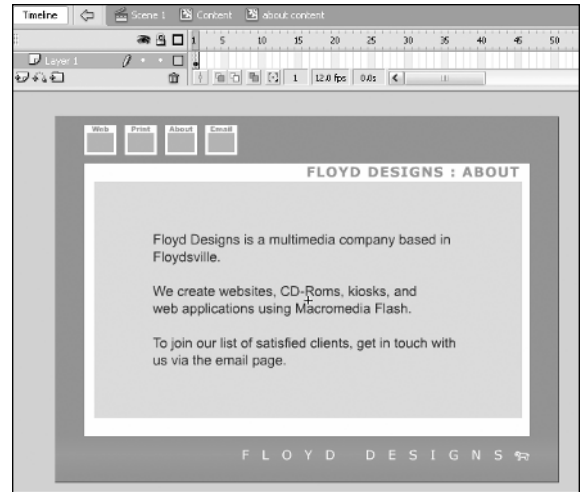 Timeline Scene 1 Content about content
1 5 10 15 20 25 30 35 40 45 50
Layer 1
1 12.0 fps 0.0s
Web Print About Email
FLOYD DESIGNS : ABOUT
Floyd Designs is a multimedia company based in
Floydsville.
We create websites, CD-Roms, kiosks, and
web applications using Macromedia Flash.
To join our list of satisfied clients, get in touch with
us via the email page.
FLOYD DESIGNS